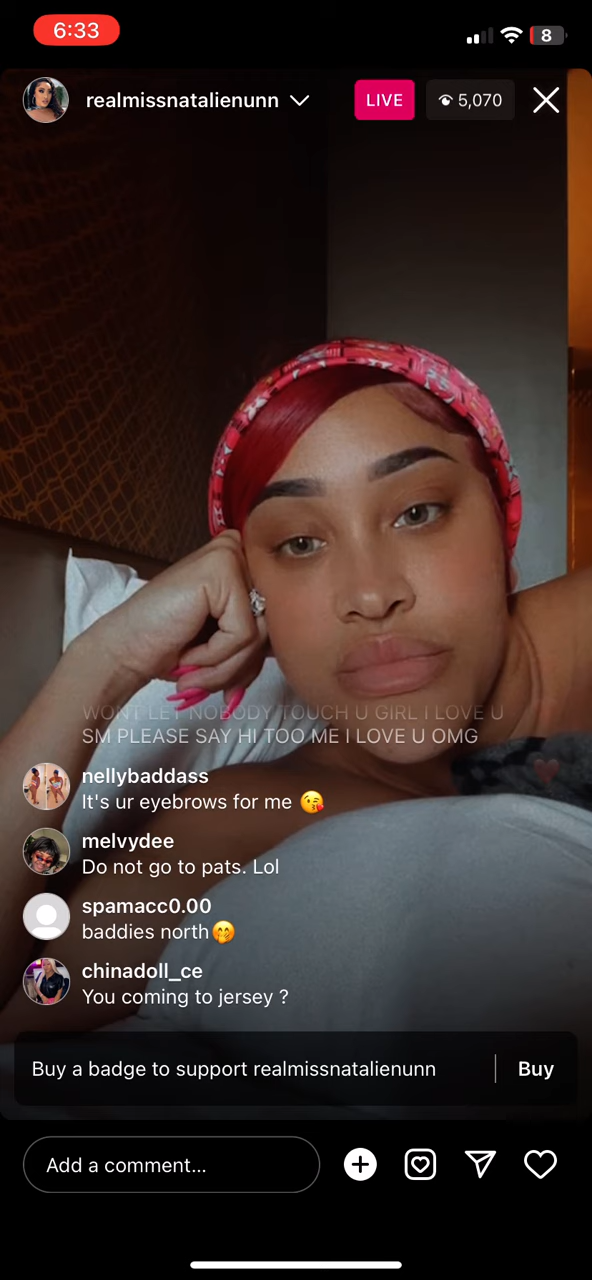 6:33
8
realmissnatalienunn
LIVE
5,070
WONT LET NOBODY TOUCH U GIRL I LOVE U
SM PLEASE SAY HI TOO ME I LOVE U OMG
nellybaddass
It's ur eyebrows for me 😘
melvydee
Do not go to pats. Lol
spamacc0.00
baddies north🤭
chinadoll_ce
You coming to jersey ?
Buy a badge to support realmissnatalienunn
Buy
Add a comment...